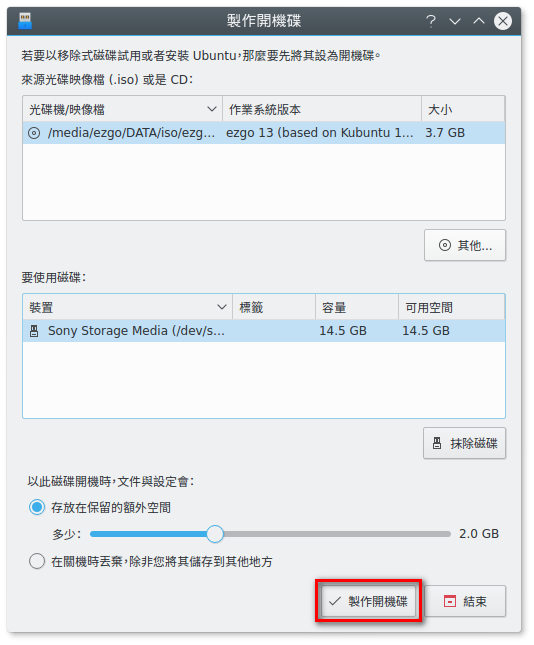 製作開機碟
若要以移除式磁碟試用或者安裝 Ubuntu,那麼要先將其設為開機碟。
來源光碟映像檔 (.iso) 或是 CD:
光碟機/映像檔 作業系統版本 大小
/media/ezgo/DATA/iso/ezg... ezgo 13 (based on Kubuntu 1... 3.7 GB
其他...
要使用磁碟:
裝置 標籤 容量 可用空間
Sony Storage Media (/dev/s... 14.5 GB 14.5 GB
抹除磁碟
以此磁碟開機時,文件與設定會:
存放在保留的額外空間
多少: 2.0 GB
在關機時丟棄,除非您將其儲存到其他地方
製作開機碟 結束